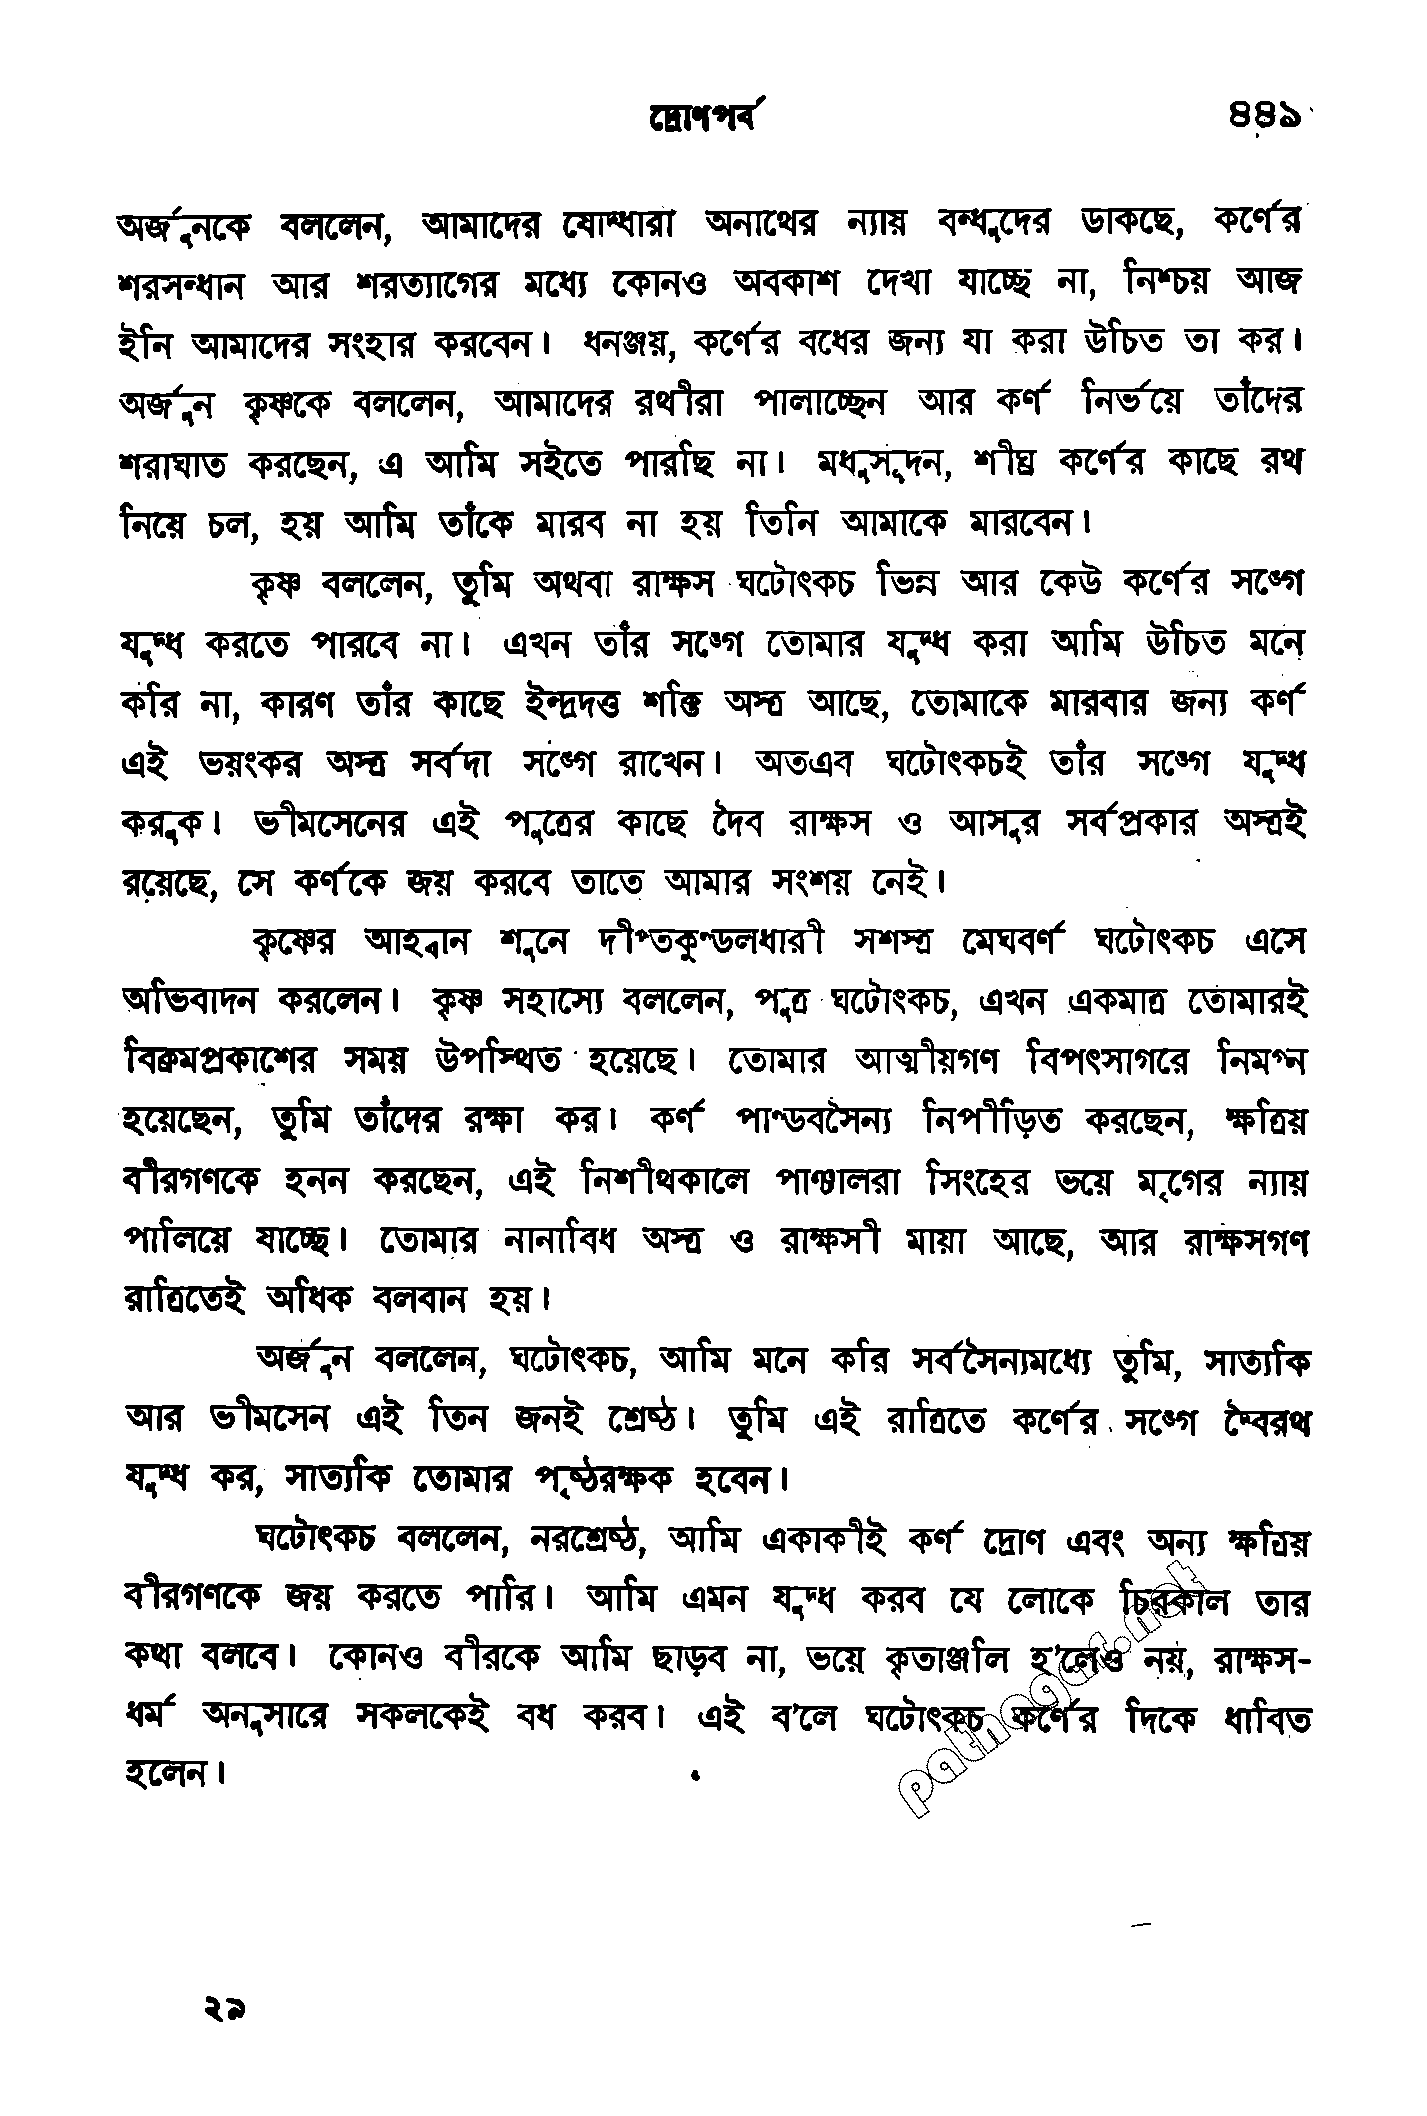 দ্রোণপর্ব ৪৪৯
অর্জুনকে বললেন, আমাদের যোদ্ধারা অনাথের ন্যায় বন্ধুদের ডাকছে, কর্ণের
শরসন্ধান আর শরত্যাগের মধ্যে কোনও অবকাশ দেখা যাচ্ছে না, নিশ্চয় আজ
ইনি আমাদের সংহার করবেন। ধনঞ্জয়, কর্ণের বধের জন্য যা করা উচিত তা কর।
অর্জুন কৃষ্ণকে বললেন, আমাদের রথীরা পালাচ্ছেন আর কর্ণ নির্ভয়ে তাঁদের
শরাঘাত করছেন, এ আমি সইতে পারছি না। মধুসূদন, শীঘ্র কর্ণের কাছে রথ
নিয়ে চল, হয় আমি তাঁকে মারব না হয় তিনি আমাকে মারবেন।
কৃষ্ণ বললেন, তুমি অথবা রাক্ষস ঘটোৎকচ ভিন্ন আর কেউ কর্ণের সঙ্গে
যুদ্ধ করতে পারবে না। এখন তাঁর সঙ্গে তোমার যুদ্ধ করা আমি উচিত মনে
করি না, কারণ তাঁর কাছে ইন্দ্রদত্ত শক্তি অস্ত্র আছে, তোমাকে মারবার জন্য কর্ণ
এই ভয়ংকর অস্ত্র সর্বদা সঙ্গে রাখেন। অতএব ঘটোৎকচই তাঁর সঙ্গে যুদ্ধ
করুক। ভীমসেনের এই পুত্রের কাছে দৈব রাক্ষস ও আসুর সর্বপ্রকার অস্ত্রই
রয়েছে, সে কর্ণকে জয় করবে তাতে আমার সংশয় নেই।
কৃষ্ণের আহ্বান শুনে দীপ্তকুণ্ডলধারী সশস্ত্র মেঘবর্ণ ঘটোৎকচ এসে
অভিবাদন করলেন। কৃষ্ণ সহাস্যে বললেন, পুত্র ঘটোৎকচ, এখন একমাত্র তোমারই
বিক্রমপ্রকাশের সময় উপস্থিত হয়েছে। তোমার আত্মীয়গণ বিপৎসাগরে নিমগ্ন
হয়েছেন, তুমি তাঁদের রক্ষা কর। কর্ণ পাণ্ডবসৈন্য নিপীড়িত করছেন, ক্ষত্রিয়
বীরগণকে হনন করছেন, এই নিশীথকালে পাঞ্চালরা সিংহের ভয়ে মৃগের ন্যায়
পালিয়ে যাচ্ছে। তোমার নানাবিধ অস্ত্র ও রাক্ষসী মায়া আছে, আর রাক্ষসগণ
রাত্রিতেই অধিক বলবান হয়।
অর্জুন বললেন, ঘটোৎকচ, আমি মনে করি সর্বসৈন্যমধ্যে তুমি, সাত্যকি
আর ভীমসেন এই তিন জনই শ্রেষ্ঠ। তুমি এই রাত্রিতে কর্ণের সঙ্গে দ্বৈরথ
যুদ্ধ কর, সাত্যকি তোমার পৃষ্ঠরক্ষক হবেন।
ঘটোৎকচ বললেন, নরশ্রেষ্ঠ, আমি একাকীই কর্ণ দ্রোণ এবং অন্য ক্ষত্রিয়
বীরগণকে জয় করতে পারি। আমি এমন যুদ্ধ করব যে লোকে চিরকাল তার
কথা বলবে। কোনও বীরকে আমি ছাড়ব না, ভয়ে কৃতাঞ্জলি হ'লেও নয়, রাক্ষস-
ধর্ম অনুসারে সকলকেই বধ করব। এই ব'লে ঘটোৎকচ কর্ণের দিকে ধাবিত
হলেন।
pathagar.net
২৯